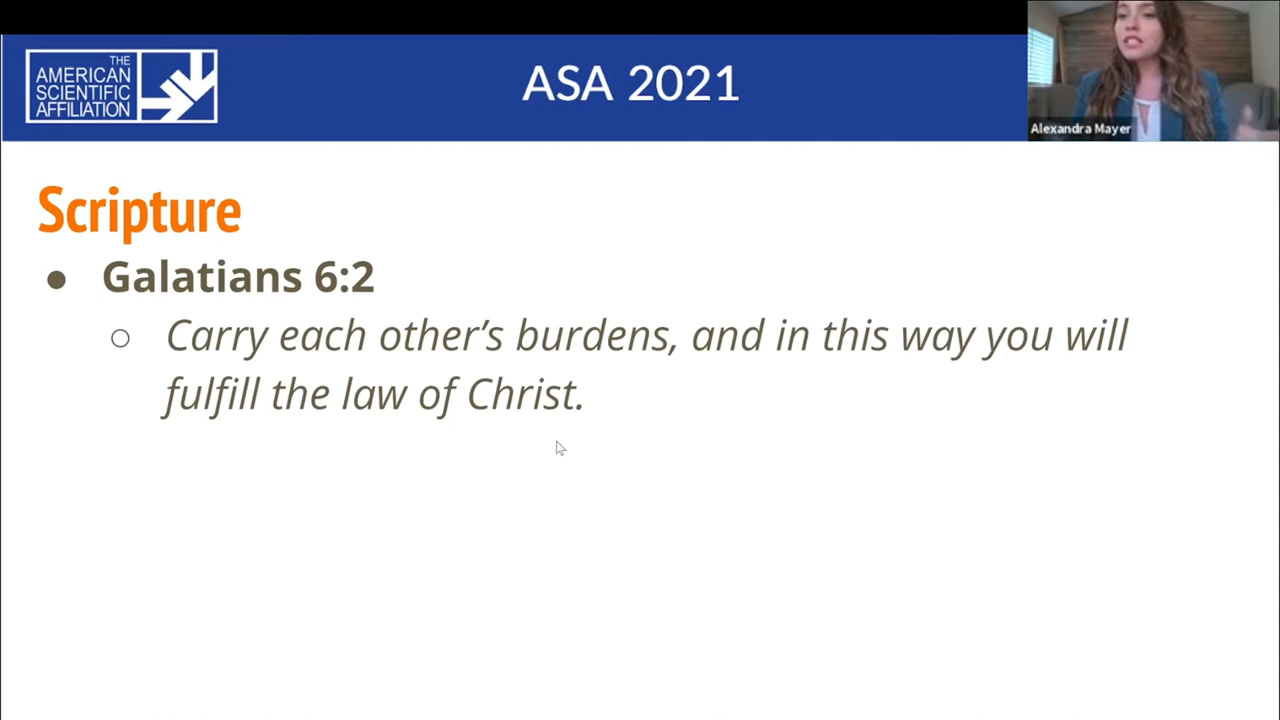 THE
AMERICAN
SCIENTIFIC
AFFILIATION
ASA 2021
Alexandra Mayer
Scripture
● Galatians 6:2
○ Carry each other’s burdens, and in this way you will
fulfill the law of Christ.